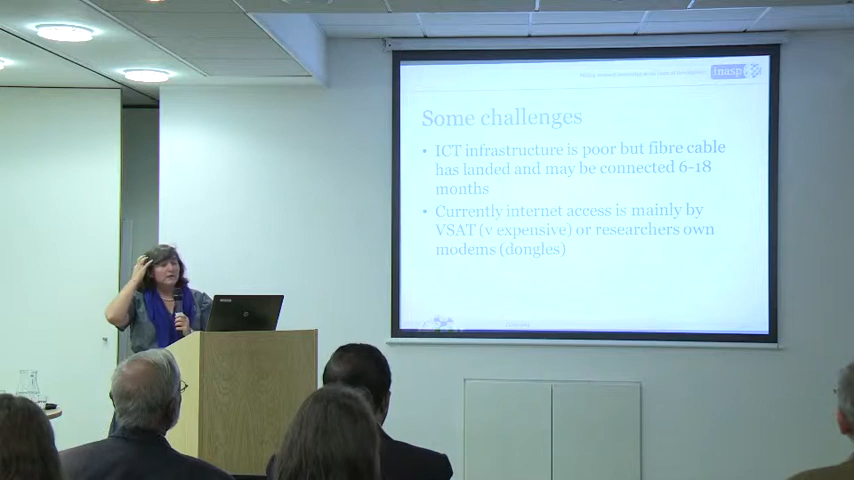 inasp
Some challenges
• ICT infrastructure is poor but fibre cable
has landed and may be connected 6-18
months
• Currently internet access is mainly by
VSAT (v expensive) or researchers own
modems (dongles)